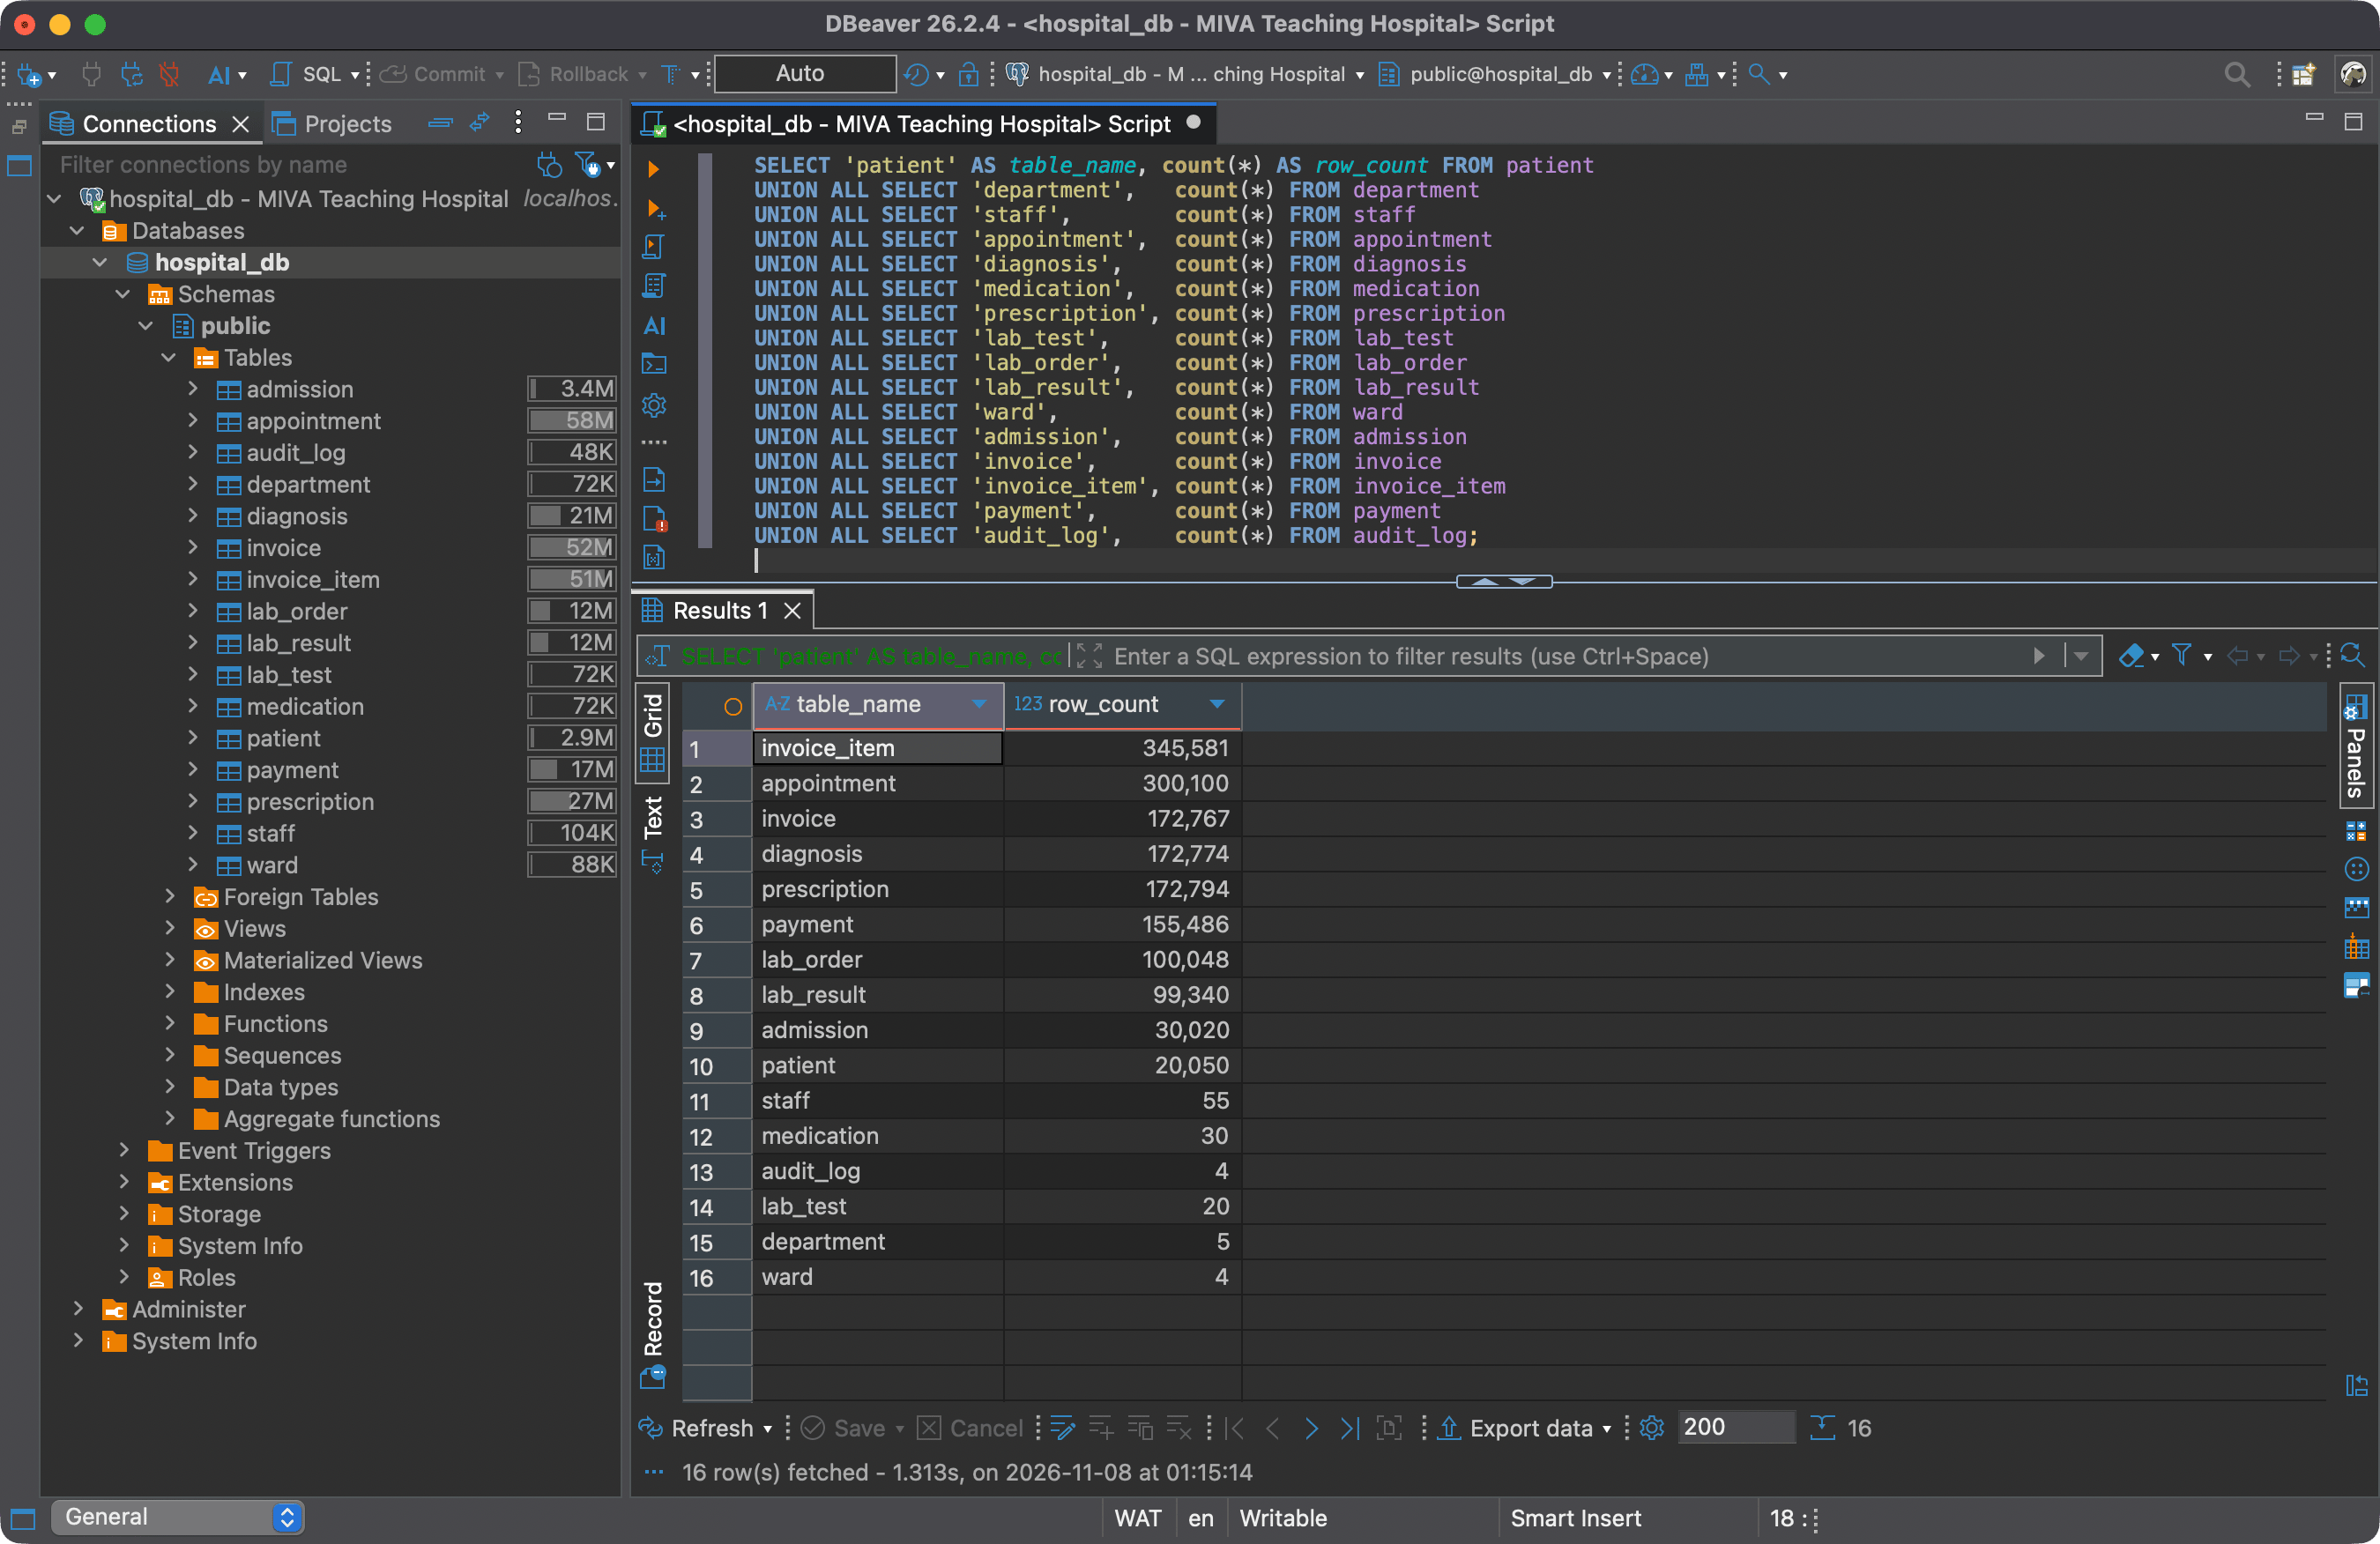 DBeaver 26.2.4 - <hospital_db - MIVA Teaching Hospital> Script
AI SQL Commit Rollback T Auto hospital_db - M ... ching Hospital public@hospital_db
Connections Projects
Filter connections by name
hospital_db - MIVA Teaching Hospital localhos.
Databases
hospital_db
Schemas
public
Tables
admission 3.4M
appointment 58M
audit_log 48K
department 72K
diagnosis 21M
invoice 52M
invoice_item 51M
lab_order 12M
lab_result 12M
lab_test 72K
medication 72K
patient 2.9M
payment 17M
prescription 27M
staff 104K
ward 88K
Foreign Tables
Views
Materialized Views
Indexes
Functions
Sequences
Data types
Aggregate functions
Event Triggers
Extensions
Storage
System Info
Roles
Administer
System Info
<hospital_db - MIVA Teaching Hospital> Script
AI
SELECT 'patient' AS table_name, count(*) AS row_count FROM patient
UNION ALL SELECT 'department', count(*) FROM department
UNION ALL SELECT 'staff', count(*) FROM staff
UNION ALL SELECT 'appointment', count(*) FROM appointment
UNION ALL SELECT 'diagnosis', count(*) FROM diagnosis
UNION ALL SELECT 'medication', count(*) FROM medication
UNION ALL SELECT 'prescription', count(*) FROM prescription
UNION ALL SELECT 'lab_test', count(*) FROM lab_test
UNION ALL SELECT 'lab_order', count(*) FROM lab_order
UNION ALL SELECT 'lab_result', count(*) FROM lab_result
UNION ALL SELECT 'ward', count(*) FROM ward
UNION ALL SELECT 'admission', count(*) FROM admission
UNION ALL SELECT 'invoice', count(*) FROM invoice
UNION ALL SELECT 'invoice_item', count(*) FROM invoice_item
UNION ALL SELECT 'payment', count(*) FROM payment
UNION ALL SELECT 'audit_log', count(*) FROM audit_log;
Results 1
SELECT 'patient' AS table_name, co Enter a SQL expression to filter results (use Ctrl+Space)
Grid
Text
Record
Panels
A-Z table_name 123 row_count
1 invoice_item 345,581
2 appointment 300,100
3 invoice 172,767
4 diagnosis 172,774
5 prescription 172,794
6 payment 155,486
7 lab_order 100,048
8 lab_result 99,340
9 admission 30,020
10 patient 20,050
11 staff 55
12 medication 30
13 audit_log 4
14 lab_test 20
15 department 5
16 ward 4
Refresh Save Cancel Export data 200 16
16 row(s) fetched - 1.313s, on 2026-11-08 at 01:15:14
General WAT en Writable Smart Insert 18 :